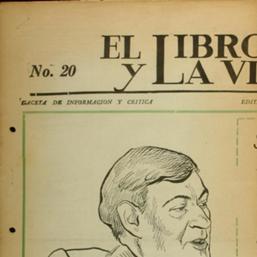 EL LIBRO
No. 20 Y LA VI
GACETA DE INFORMACION Y CRITICA EDIT